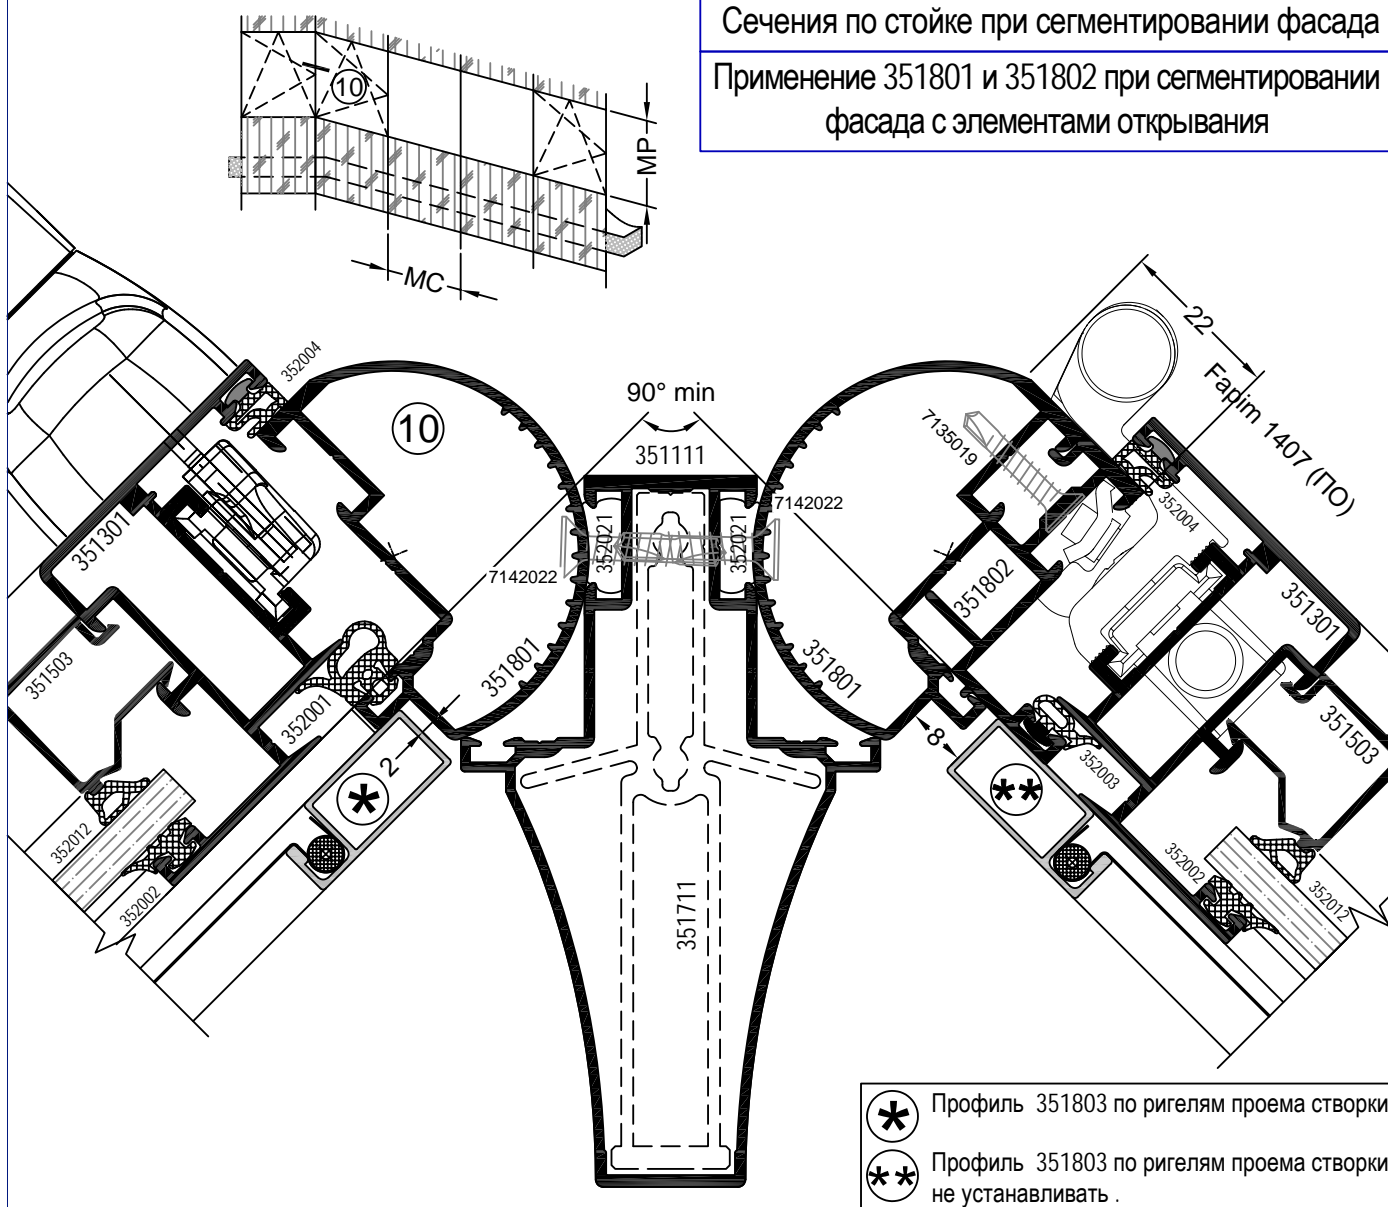 Сечения по стойке при сегментировании фасада
Применение 351801 и 351802 при сегментировании
фасада с элементами открывания
10
МР
МС
352004
10
90° min
351111
22
Fapim 1407 (ПО)
7135019
352004
351301
352021
352021
7142022
7142022
351802
351301
351503
351801
351801
352001
351503
2
8
352003
*
**
352012
352002
352002
352012
351711
* Профиль 351803 по ригелям проема створки
** Профиль 351803 по ригелям проема створки
не устанавливать .